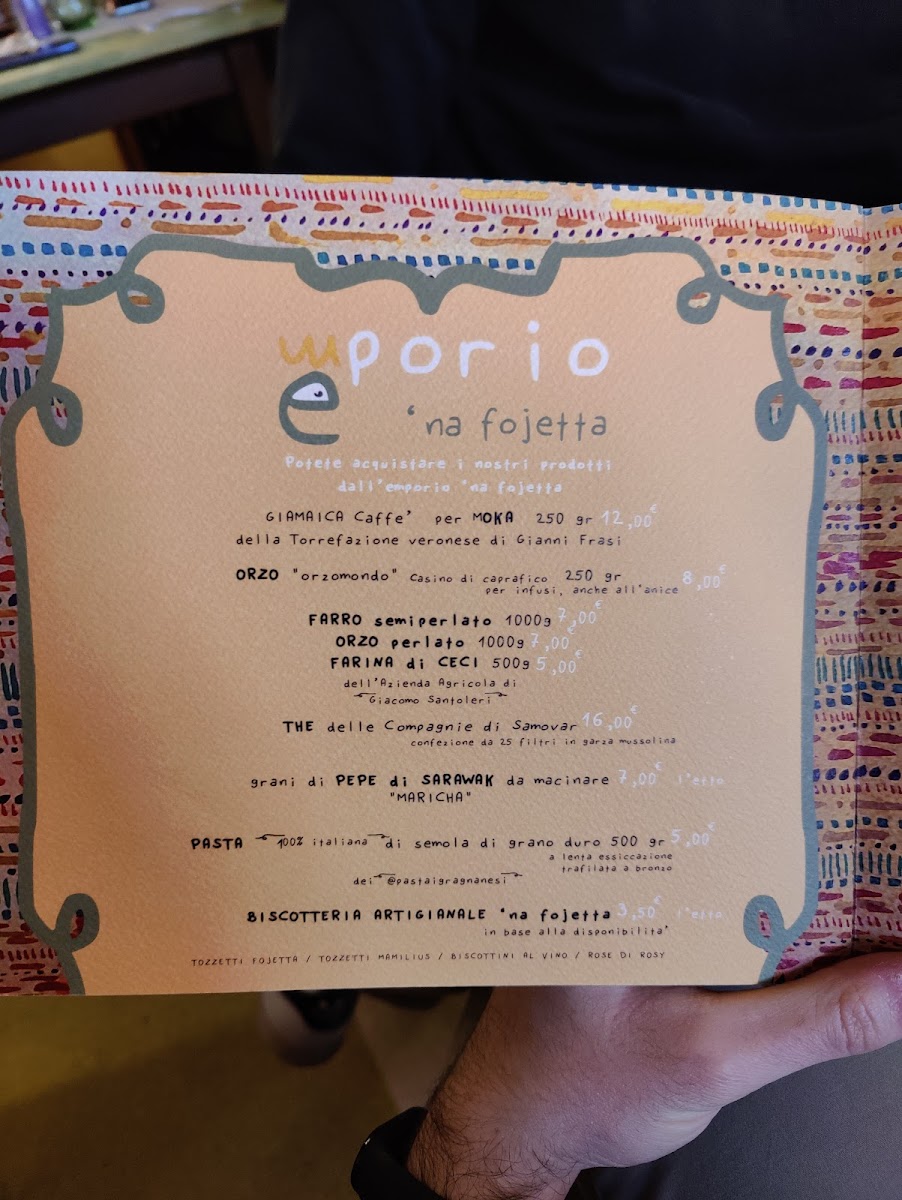 emporio
'na fojetta
Potete acquistare i nostri prodotti
dall'emporio 'na fojetta
GIAMAICA Caffe' per MOKA 250 gr 12,00€
della Torrefazione veronese di Gianni Frasi
ORZO "orzomondo" Casino di caprafico 250 gr 8,00€
per infusi, anche all'anice
FARRO semiperlato 1000g 7,00€
ORZO perlato 1000g 7,00€
FARINA di CECI 500g 5,00€
dell'Azienda Agricola di
Giacomo Santoleri
THE delle Compagnie di Samovar 16,00€
confezione da 25 filtri in garza mussolina
grani di PEPE di SARAWAK da macinare 7,00€ l'etto
"MARICHA"
PASTA 100% italiana di semola di grano duro 500 gr 5,00€
a lenta essiccazione
trafilata a bronzo
dei @pastaigragnanesi
BISCOTTERIA ARTIGIANALE 'na fojetta 3,50€ l'etto
in base alla disponibilita'
TOZZETTI FOJETTA / TOZZETTI MAMILIUS / BISCOTTINI AL VINO / ROSE DI ROSY